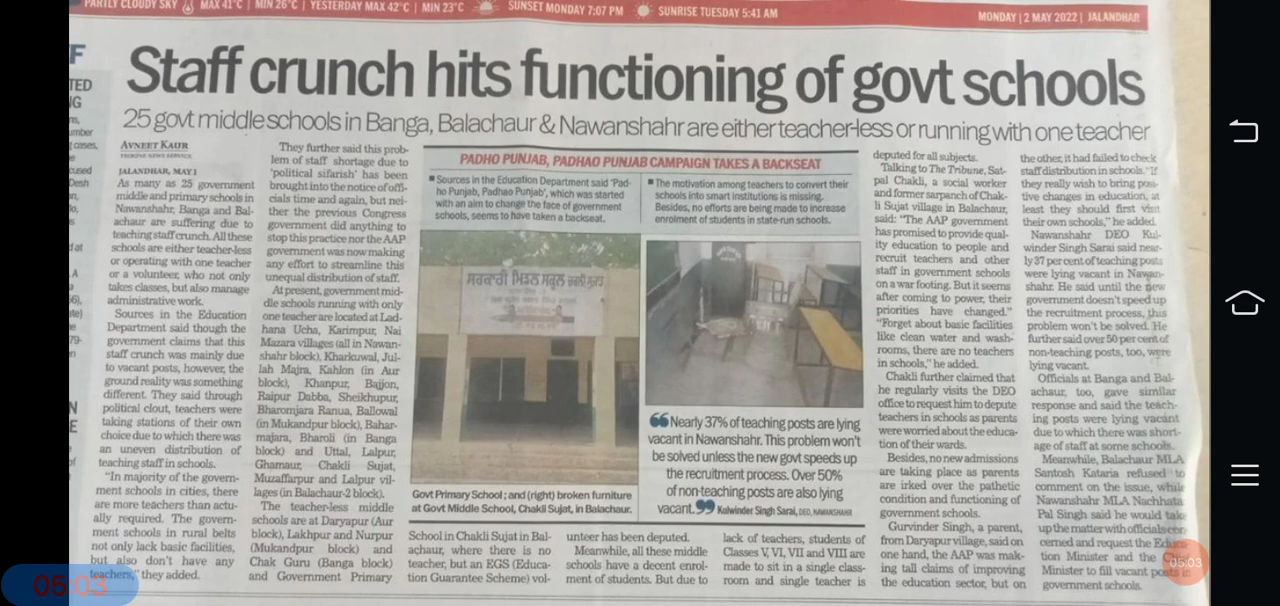 PARTLY CLOUDY SKY MAX 41°C | MIN 26°C | YESTERDAY MAX 42°C | MIN 23°C SUNSET MONDAY 7:07 PM SUNRISE TUESDAY 5:41 AM
MONDAY | 2 MAY 2022 | JALANDHAR
Staff crunch hits functioning of govt schools
25 govt middle schools in Banga, Balachaur & Nawanshahr are either teacher-less or running with one teacher
AVNEET KAUR
TRIBUNE NEWS SERVICE
JALANDHAR, MAY 1
As many as 25 government
middle and primary schools in
Nawanshahr, Banga and Bal-
achaur are suffering due to
teaching staff crunch. All these
schools are either teacher-less
or operating with one teacher
or a volunteer, who not only
takes classes, but also manage
administrative work.
Sources in the Education
Department said though the
government claims that this
staff crunch was mainly due
to vacant posts, however, the
ground reality was something
different. They said through
political clout, teachers were
taking stations of their own
choice due to which there was
an uneven distribution of
teaching staff in schools.
"In majority of the govern-
ment schools in cities, there
are more teachers than actu-
ally required. The govern-
ment schools in rural belts
not only lack basic facilities,
but also don't have any
teachers," they added.
They further said this prob-
lem of staff shortage due to
'political sifarish' has been
brought into the notice of offi-
cials time and again, but nei-
ther the previous Congress
government did anything to
stop this practice nor the AAP
government was now making
any effort to streamline this
unequal distribution of staff.
At present, government mid-
dle schools running with only
one teacher are located at Lad-
hana Ucha, Karimpur, Nai
Mazara villages (all in Nawan-
shahr block), Kharkuwal, Jul-
lah Majra, Kahlon (in Aur
block), Khanpur, Bajjon,
Raipur Dabba, Sheikhupur,
Bharomjara Ranua, Ballowal
(in Mukandpur block), Bahar-
majara, Bharoli (in Banga
block) and Uttal, Lalpur,
Ghamaur, Chakli Sujat,
Muzaffarpur and Lalpur vil-
lages (in Balachaur-2 block).
The teacher-less middle
schools are at Daryapur (Aur
block), Lakhpur and Nurpur
(Mukandpur block) and
Chak Guru (Banga block)
and Government Primary
PADHO PUNJAB, PADHAO PUNJAB CAMPAIGN TAKES A BACKSEAT
Sources in the Education Department said 'Pad-
ho Punjab, Padhao Punjab', which was started
with an aim to change the face of government
schools, seems to have taken a backseat.
The motivation among teachers to convert their
schools into smart institutions is missing.
Besides, no efforts are being made to increase
enrolment of students in state-run schools.
ਸਰਕਾਰੀ ਮਿਡਲ ਸਕੂਲ ਚਕਲੀ ਸੁਜਾਤ
Govt Primary School; and (right) broken furniture
at Govt Middle School, Chakli Sujat, in Balachaur.
"Nearly 37% of teaching posts are lying
vacant in Nawanshahr. This problem won't
be solved unless the new govt speeds up
the recruitment process. Over 50%
of non-teaching posts are also lying
vacant." Kulwinder Singh Sarai, DEO, NAWANSHAHR
School in Chakli Sujat in Bal-
achaur, where there is no
teacher, but an EGS (Educa-
tion Guarantee Scheme) vol-
unteer has been deputed.
Meanwhile, all these middle
schools have a decent enrol-
ment of students. But due to
lack of teachers, students of
Classes V, VI, VII and VIII are
made to sit in a single class-
room and single teacher is
deputed for all subjects.
Talking to The Tribune, Sat-
pal Chakli, a social worker
and former sarpanch of Chak-
li Sujat village in Balachaur,
said: "The AAP government
has promised to provide qual-
ity education to people and
recruit teachers and other
staff in government schools
on a war footing. But it seems
after coming to power, their
priorities have changed."
"Forget about basic facilities
like clean water and wash-
rooms, there are no teachers
in schools," he added.
Chakli further claimed that
he regularly visits the DEO
office to request him to depute
teachers in schools as parents
were worried about the educa-
tion of their wards.
Besides, no new admissions
are taking place as parents
are irked over the pathetic
condition and functioning of
government schools.
Gurvinder Singh, a parent,
from Daryapur village, said on
one hand, the AAP was mak-
ing tall claims of improving
the education sector, but on
the other, it had failed to check
staff distribution in schools. "If
they really wish to bring posi-
tive changes in education, at
least they should first visit
their own schools," he added.
Nawanshahr DEO Kul-
winder Singh Sarai said near-
ly 37 per cent of teaching posts
were lying vacant in Nawan-
shahr. He said until the new
government doesn't speed up
the recruitment process, this
problem won't be solved. He
further said over 50 per cent of
non-teaching posts, too, were
lying vacant.
Officials at Banga and Bal-
achaur, too, gave similar
response and said the teach-
ing posts were lying vacant
due to which there was short-
age of staff at some schools.
Meanwhile, Balachaur MLA
Santosh Kataria refused to
comment on the issue, while
Nawanshahr MLA Nachhata
Pal Singh said he would take
up the matter with officials con-
cerned and request the Educa-
tion Minister and the Chief
Minister to fill vacant posts in
government schools.
05:03
05:03